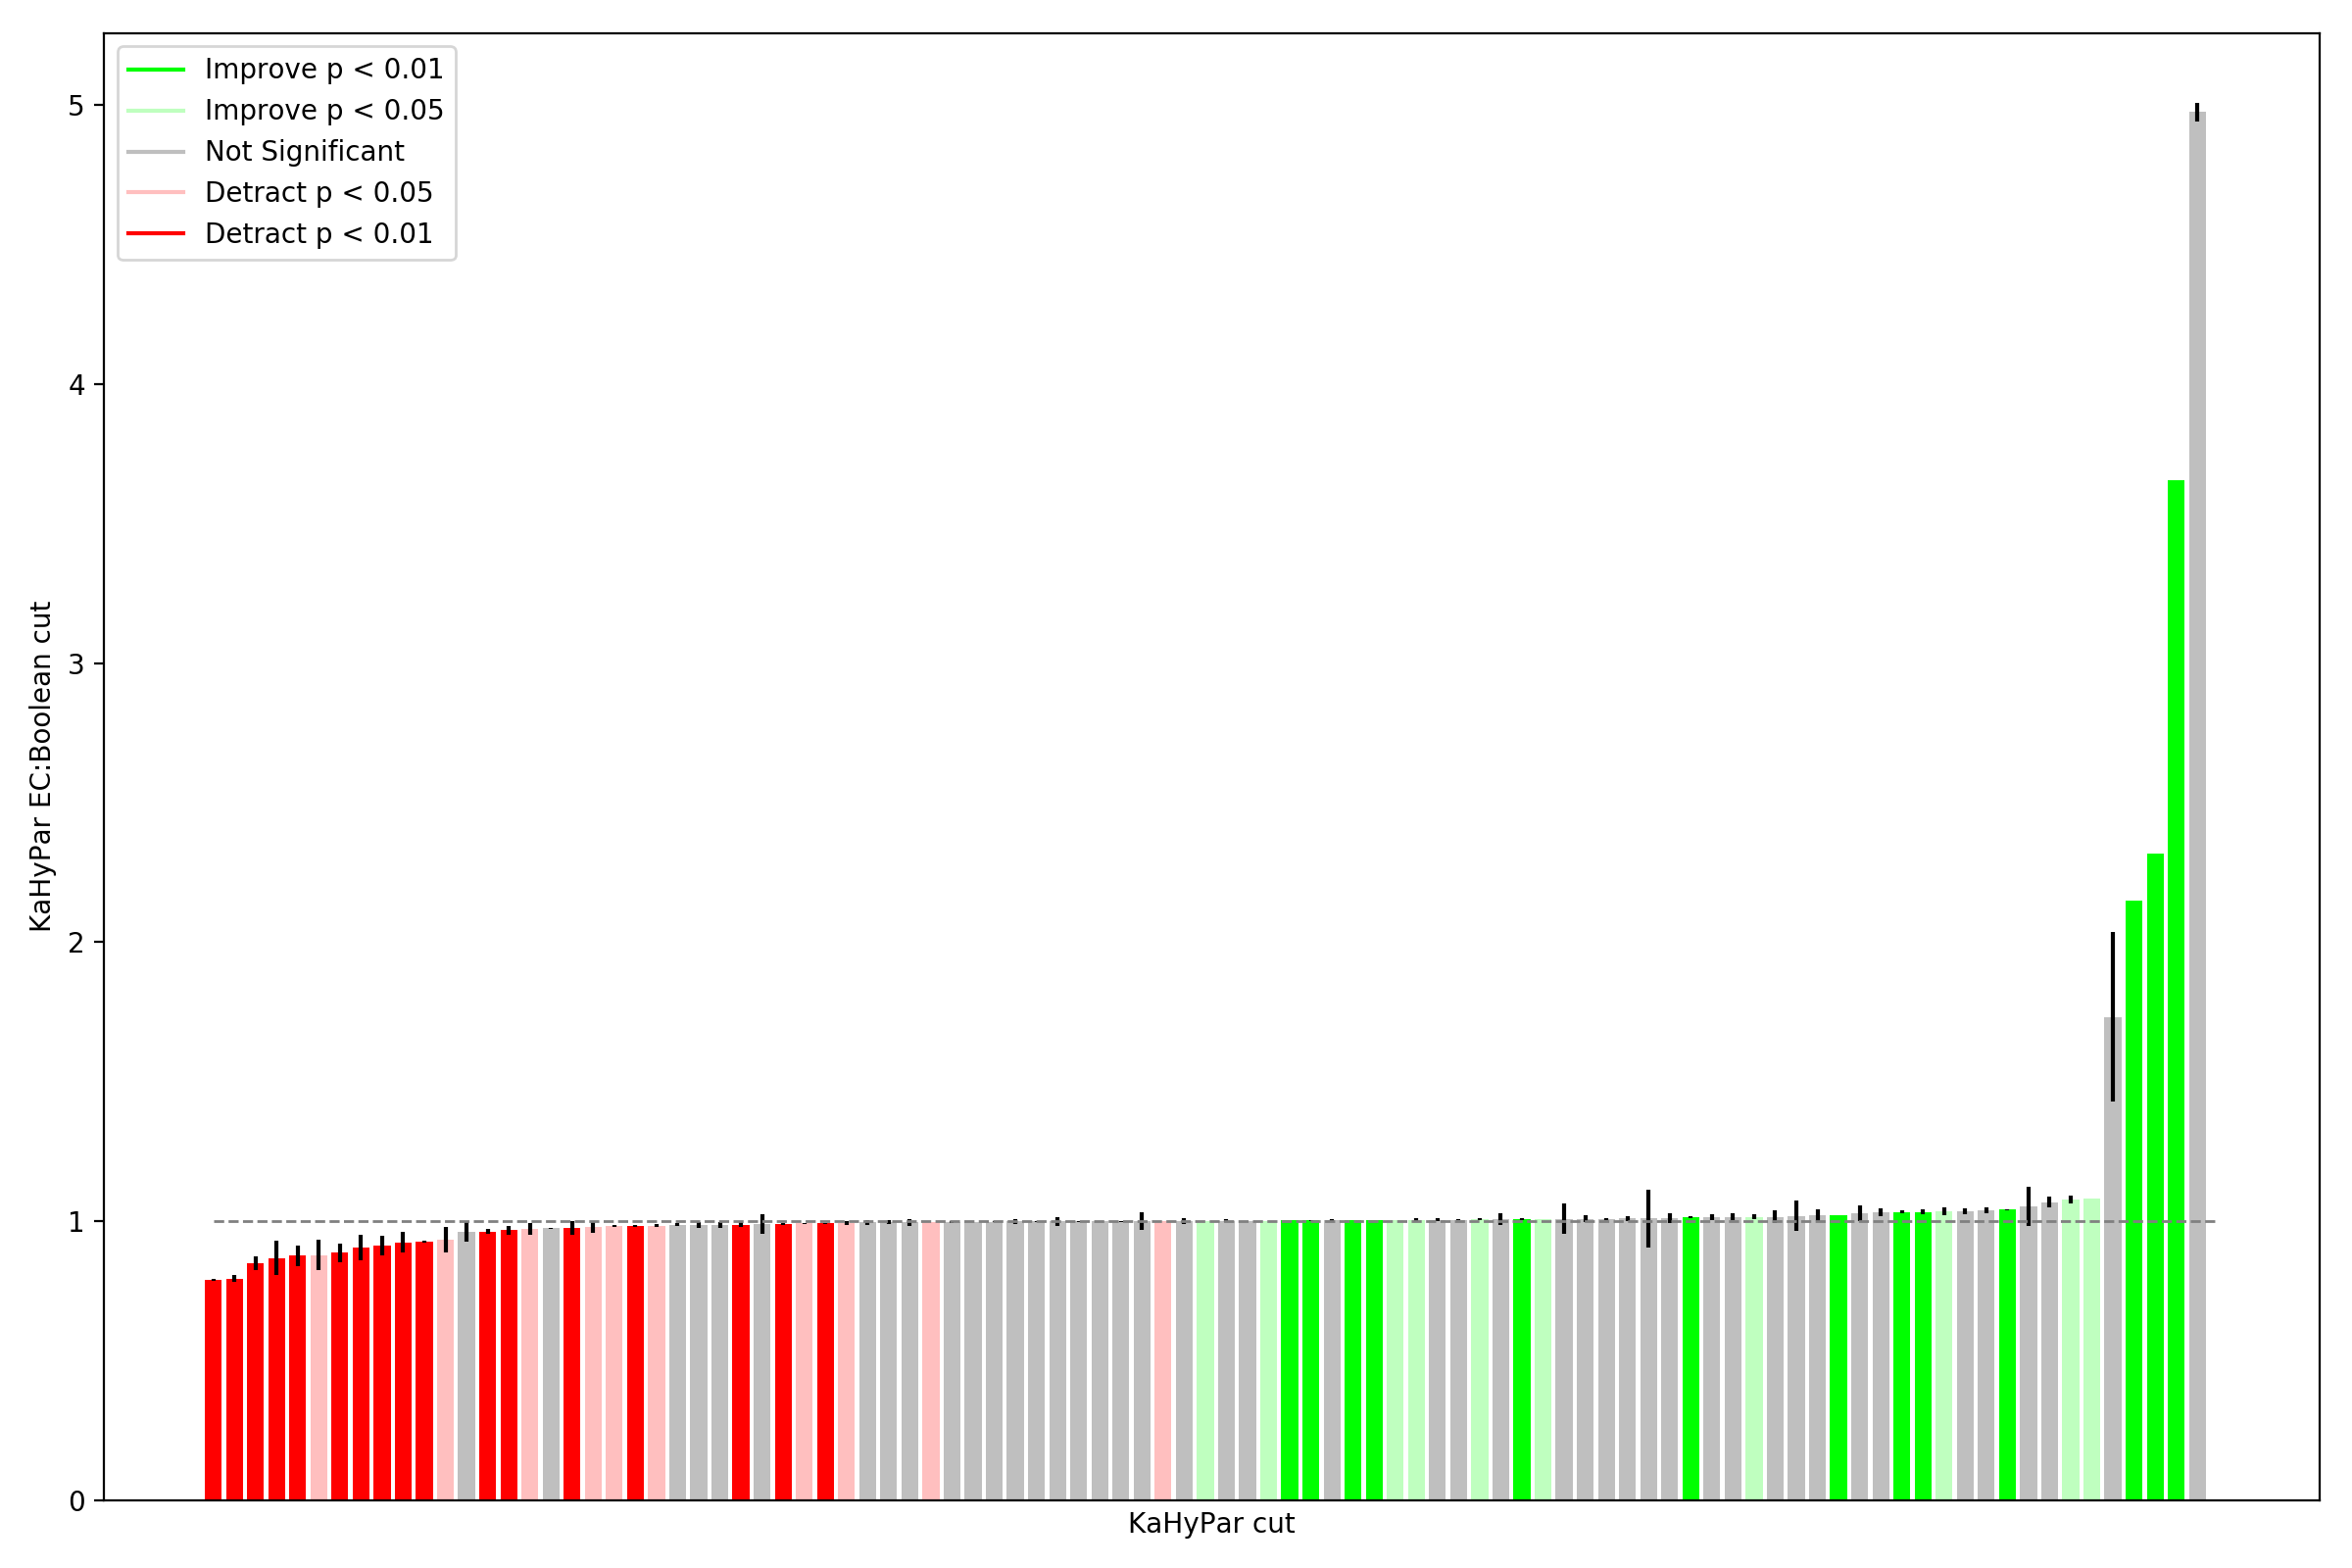 Improve p < 0.01
Improve p < 0.05
Not Significant
Detract p < 0.05
Detract p < 0.01
5
4
3
2
1
0
KaHyPar EC:Boolean cut
KaHyPar cut